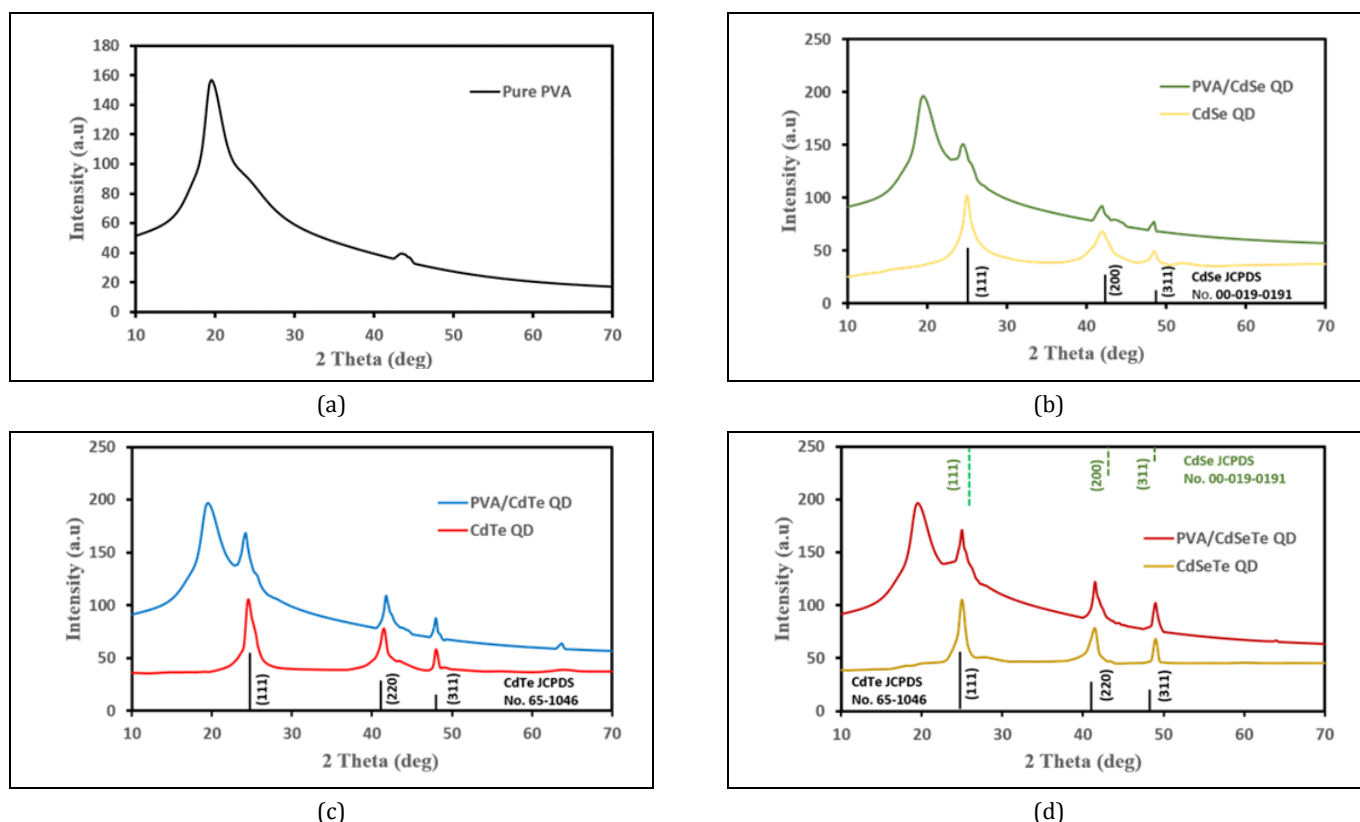 180
160
140
120
100
80
60
40
20
0
Intensity (a.u)
Pure PVA
10 20 30 40 50 60 70
2 Theta (deg)
(a)
250
200
150
100
50
0
Intensity (a.u)
PVA/CdSe QD
CdSe QD
(111)
(200)
(311)
CdSe JCPDS
No. 00-019-0191
10 20 30 40 50 60 70
2 Theta (deg)
(b)
250
200
150
100
50
0
Intensity (a.u)
PVA/CdTe QD
CdTe QD
(111)
(220)
(311)
CdTe JCPDS
No. 65-1046
10 20 30 40 50 60 70
2 Theta (deg)
(c)
250
200
150
100
50
0
Intensity (a.u)
(111)
(200)
(311)
CdSe JCPDS
No. 00-019-0191
PVA/CdSeTe QD
CdSeTe QD
CdTe JCPDS
No. 65-1046
(111)
(220)
(311)
10 20 30 40 50 60 70
2 Theta (deg)
(d)